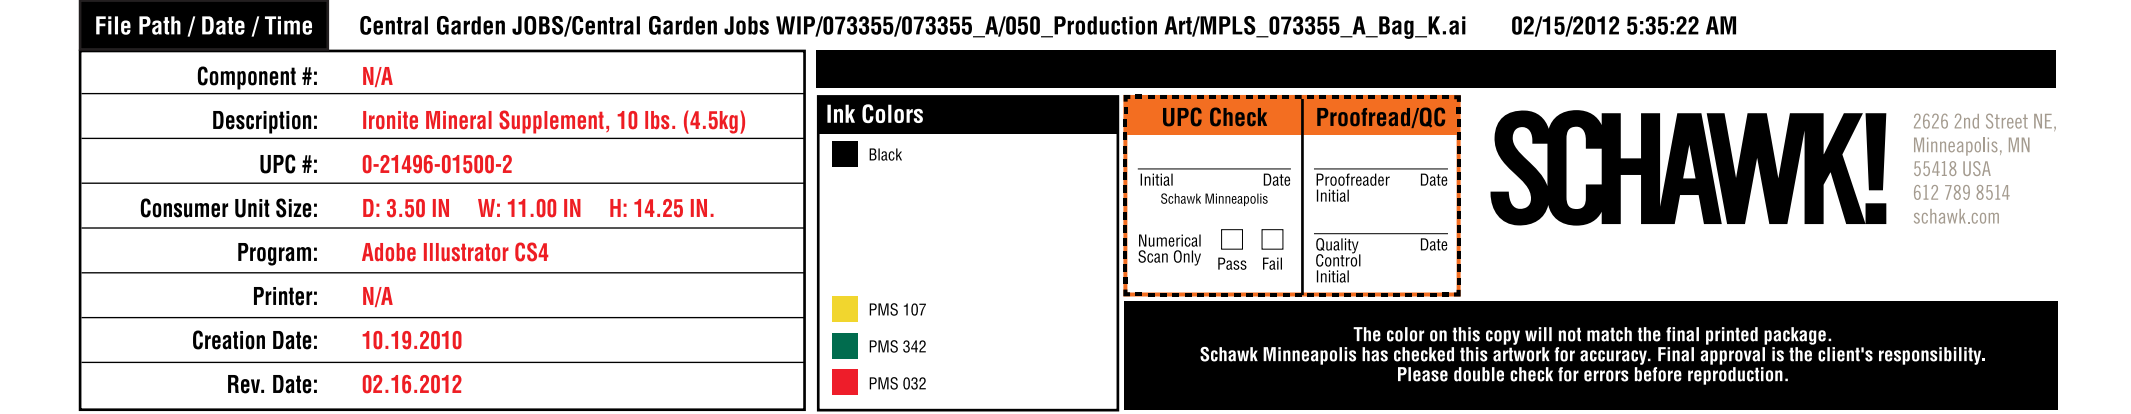 File Path / Date / Time Central Garden JOBS/Central Garden Jobs WIP/073355/073355_A/050_Production Art/MPLS_073355_A_Bag_K.ai 02/15/2012 5:35:22 AM
Component #: N/A
Description: Ironite Mineral Supplement, 10 lbs. (4.5kg)
UPC #: 0-21496-01500-2
Consumer Unit Size: D: 3.50 IN W: 11.00 IN H: 14.25 IN.
Program: Adobe Illustrator CS4
Printer: N/A
Creation Date: 10.19.2010
Rev. Date: 02.16.2012
Ink Colors
Black
PMS 107
PMS 342
PMS 032
UPC Check
Initial Date
Schawk Minneapolis
Numerical
Scan Only
Pass Fail
Proofread/QC
Proofreader Date
Initial
Quality Date
Control
Initial
SCHAWK!
2626 2nd Street NE,
Minneapolis, MN
55418 USA
612 789 8514
schawk.com
The color on this copy will not match the final printed package.
Schawk Minneapolis has checked this artwork for accuracy. Final approval is the client's responsibility.
Please double check for errors before reproduction.